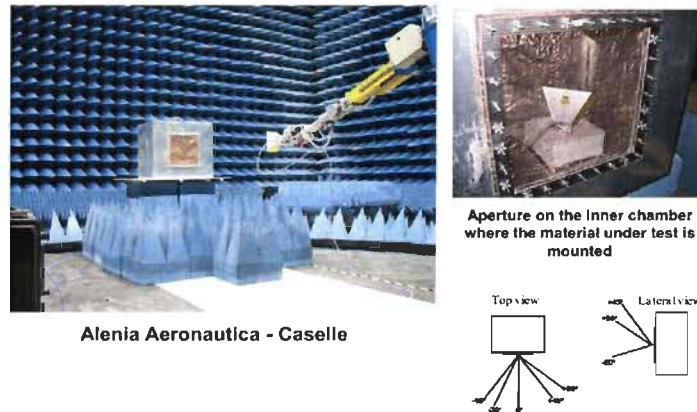 Aperture on the Inner chamber
where the material under test is
mounted
Alenia Aeronautica - Caselle
Top view
Lateral view
0°